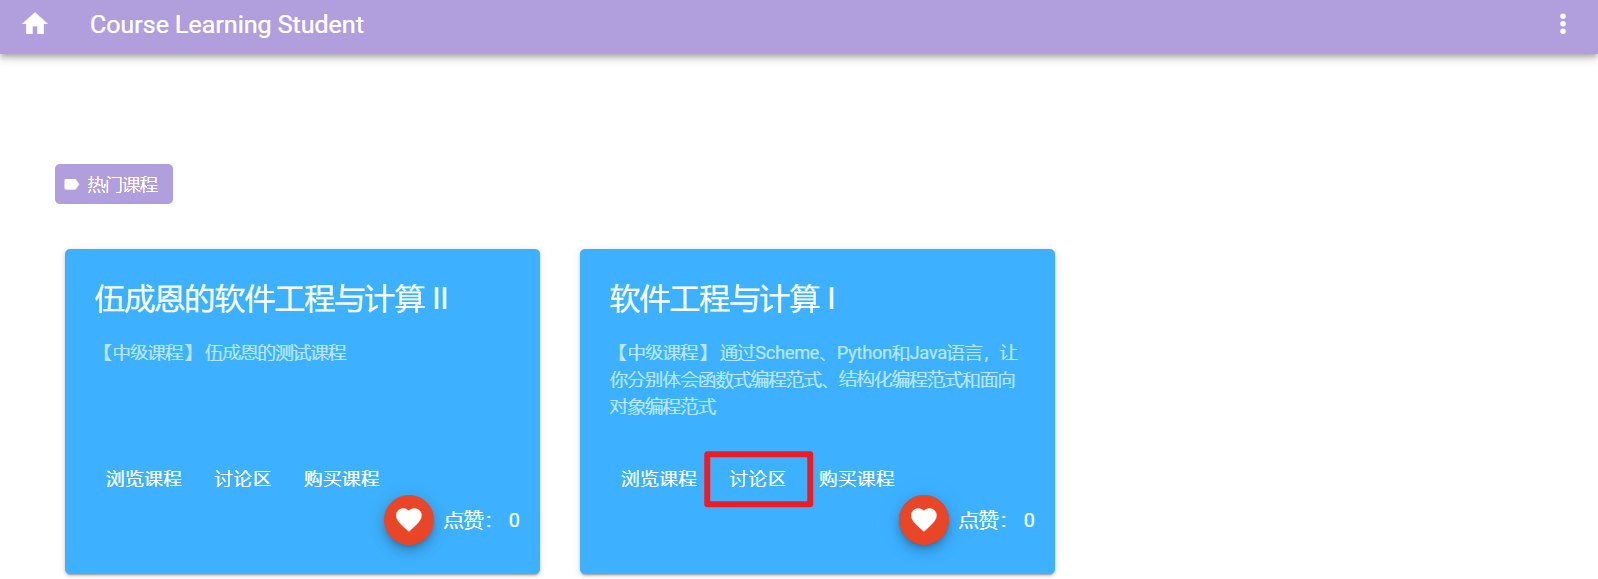 Course Learning Student
热门课程
伍成恩的软件工程与计算 II
【中级课程】 伍成恩的测试课程
浏览课程 讨论区 购买课程
点赞： 0
软件工程与计算 I
【中级课程】 通过Scheme、Python和Java语言，让
你分别体会函数式编程范式、结构化编程范式和面向
对象编程范式
浏览课程 讨论区 购买课程
点赞： 0